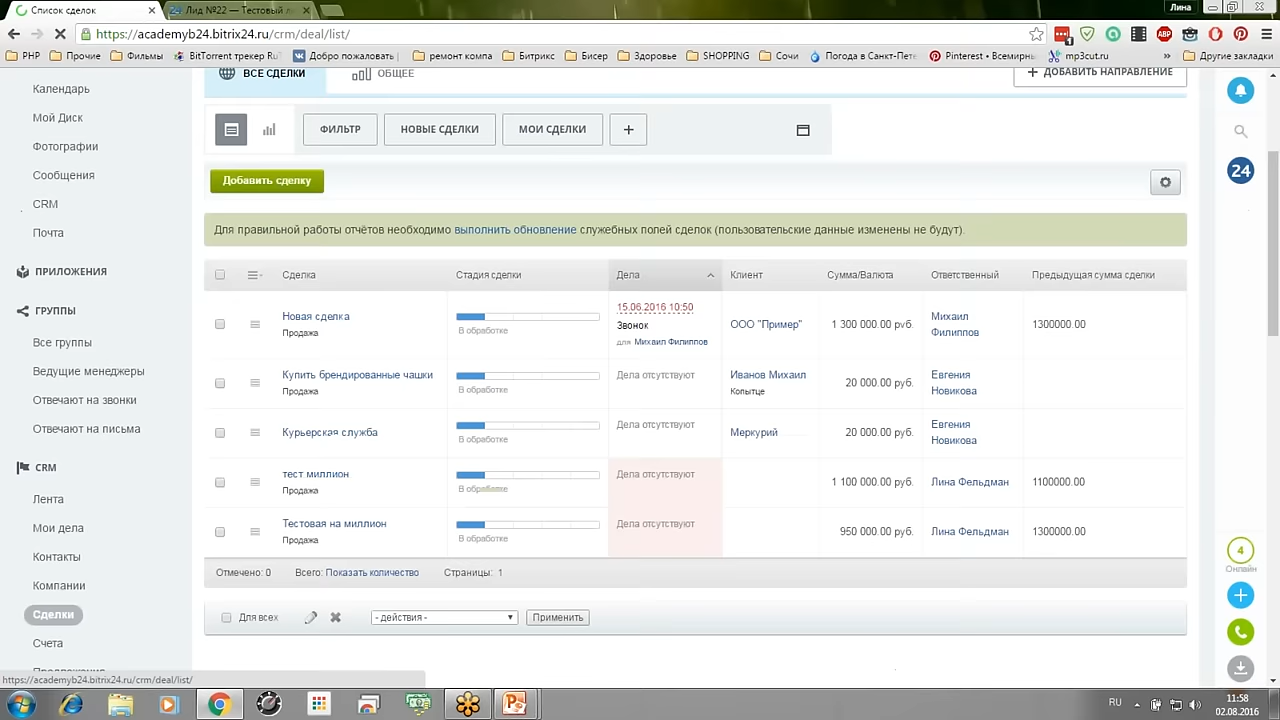 Список сделок
Лид №22 — Тестовый ли
Лина
https://academyb24.bitrix24.ru/crm/deal/list/
PHP
Прочие
Фильмы
BitTorrent трекер RuT
Добро пожаловать |
ремонт компа
Битрикс
Бисер
Здоровье
SHOPPING
Сочи
Погода в Санкт-Пете
Pinterest • Всемирны
mp3cut.ru
»
Другие закладки
ВСЕ СДЕЛКИ
ОБЩЕЕ
+ ДОБАВИТЬ НАПРАВЛЕНИЕ
Календарь
Мой Диск
Фотографии
Сообщения
CRM
Почта
ПРИЛОЖЕНИЯ
ГРУППЫ
Все группы
Ведущие менеджеры
Отвечают на звонки
Отвечают на письма
CRM
Лента
Мои дела
Контакты
Компании
Сделки
Счета
Предложения
ФИЛЬТР
НОВЫЕ СДЕЛКИ
МОИ СДЕЛКИ
+
Добавить сделку
Для правильной работы отчётов необходимо выполнить обновление служебных полей сделок (пользовательские данные изменены не будут).
Сделка Стадия сделки Дела Клиент Сумма/Валюта Ответственный Предыдущая сумма сделки
Новая сделка
Продажа
В обработке
15.06.2016 10:50
Звонок
для Михаил Филиппов
ООО "Пример"
1 300 000.00 руб.
Михаил
Филиппов
1300000.00
Купить брендированные чашки
Продажа
В обработке
Дела отсутствуют
Иванов Михаил
Копытце
20 000.00 руб.
Евгения
Новикова
Курьерская служба
В обработке
Дела отсутствуют
Меркурий
20 000.00 руб.
Евгения
Новикова
тест миллион
Продажа
В обработке
Дела отсутствуют
1 100 000.00 руб.
Лина Фельдман
1100000.00
Тестовая на миллион
Продажа
В обработке
Дела отсутствуют
950 000.00 руб.
Лина Фельдман
1300000.00
Отмечено: 0 Всего: Показать количество Страницы: 1
Для всех
- действия -
Применить
24
4
Онлайн
https://academyb24.bitrix24.ru/crm/deal/list/
RU
11:58
02.08.2016